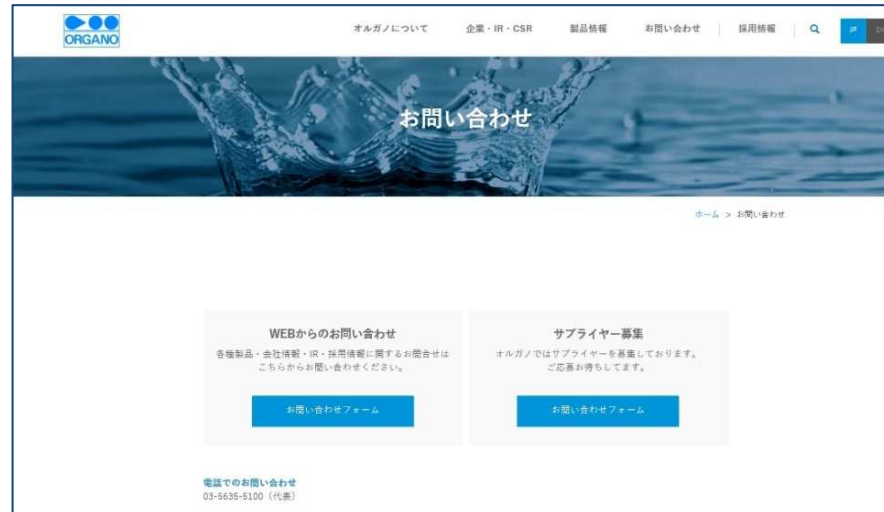 ORGANO
オルガノについて
企業・IR・CSR
製品情報
お問い合わせ
採用情報
JP
お問い合わせ
ホーム > お問い合わせ
WEBからのお問い合わせ
各種製品・会社情報・IR・採用情報に関するお問合せは
こちらからお問い合わせください。
お問い合わせフォーム
サプライヤー募集
オルガノではサプライヤーを募集しております。
ご応募お待ちしてます。
お問い合わせフォーム
電話でのお問い合わせ
03-5635-5100（代表）